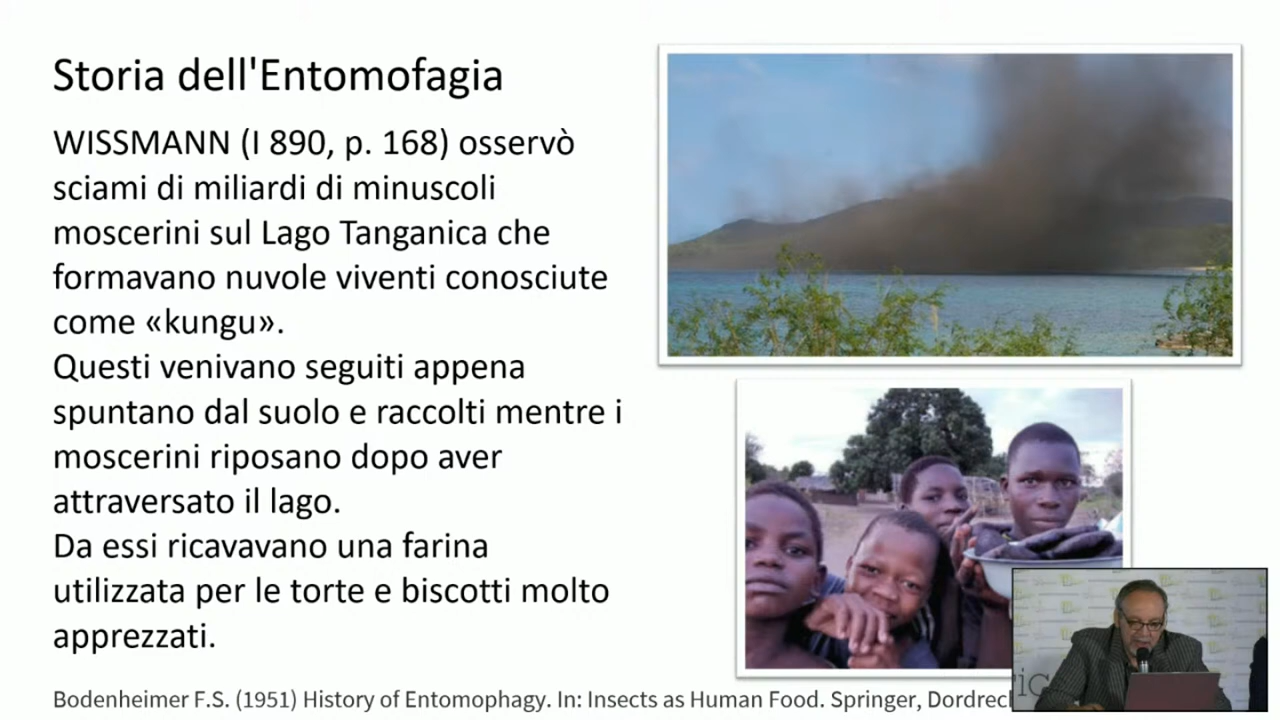 Storia dell'Entomofagia
WISSMANN (I 890, p. 168) osservò
sciami di miliardi di minuscoli
moscerini sul Lago Tanganica che
formavano nuvole viventi conosciute
come «kungu».
Questi venivano seguiti appena
spuntano dal suolo e raccolti mentre i
moscerini riposano dopo aver
attraversato il lago.
Da essi ricavavano una farina
utilizzata per le torte e biscotti molto
apprezzati.
Bodenheimer F.S. (1951) History of Entomophagy. In: Insects as Human Food. Springer,